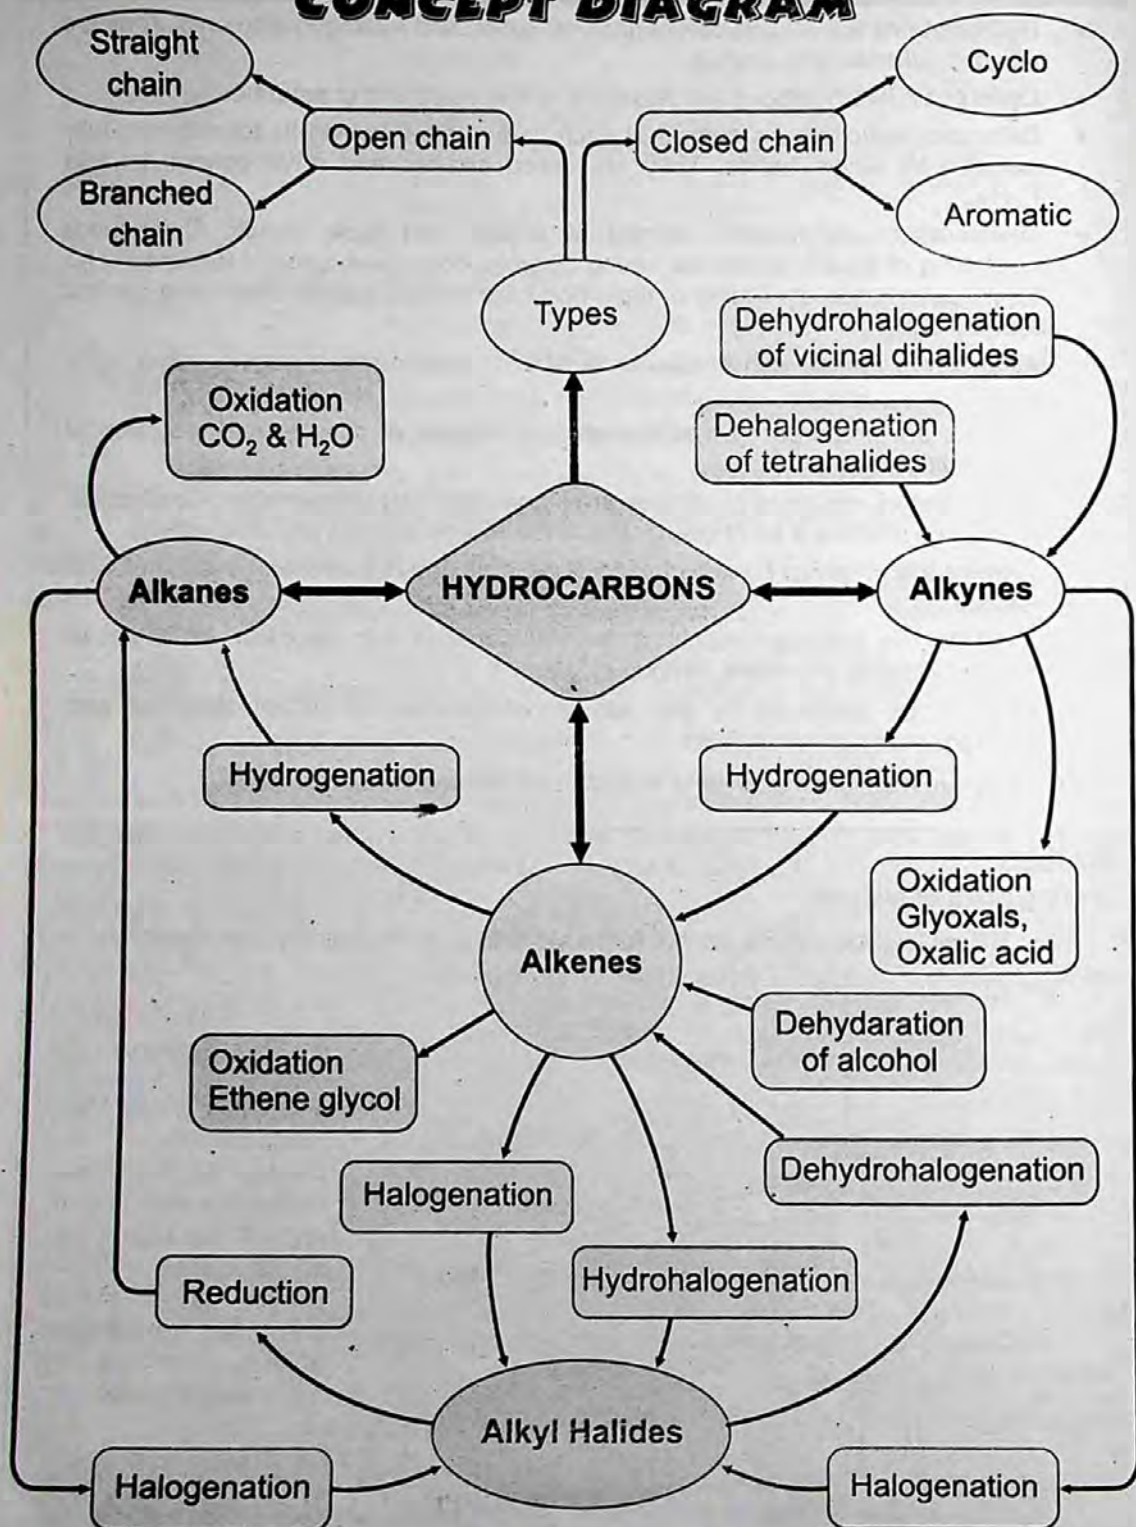 CONCEPT DIAGRAM
Straight
chain
Cyclo
Open chain
Closed chain
Branched
chain
Aromatic
Types
Dehydrohalogenation
of vicinal dihalides
Oxidation
CO₂ & H₂O
Dehalogenation
of tetrahalides
Alkanes
HYDROCARBONS
Alkynes
Hydrogenation
Hydrogenation
Oxidation
Glyoxals,
Oxalic acid
Alkenes
Dehydaration
of alcohol
Oxidation
Ethene glycol
Dehydrohalogenation
Halogenation
Hydrohalogenation
Reduction
Alkyl Halides
Halogenation
Halogenation